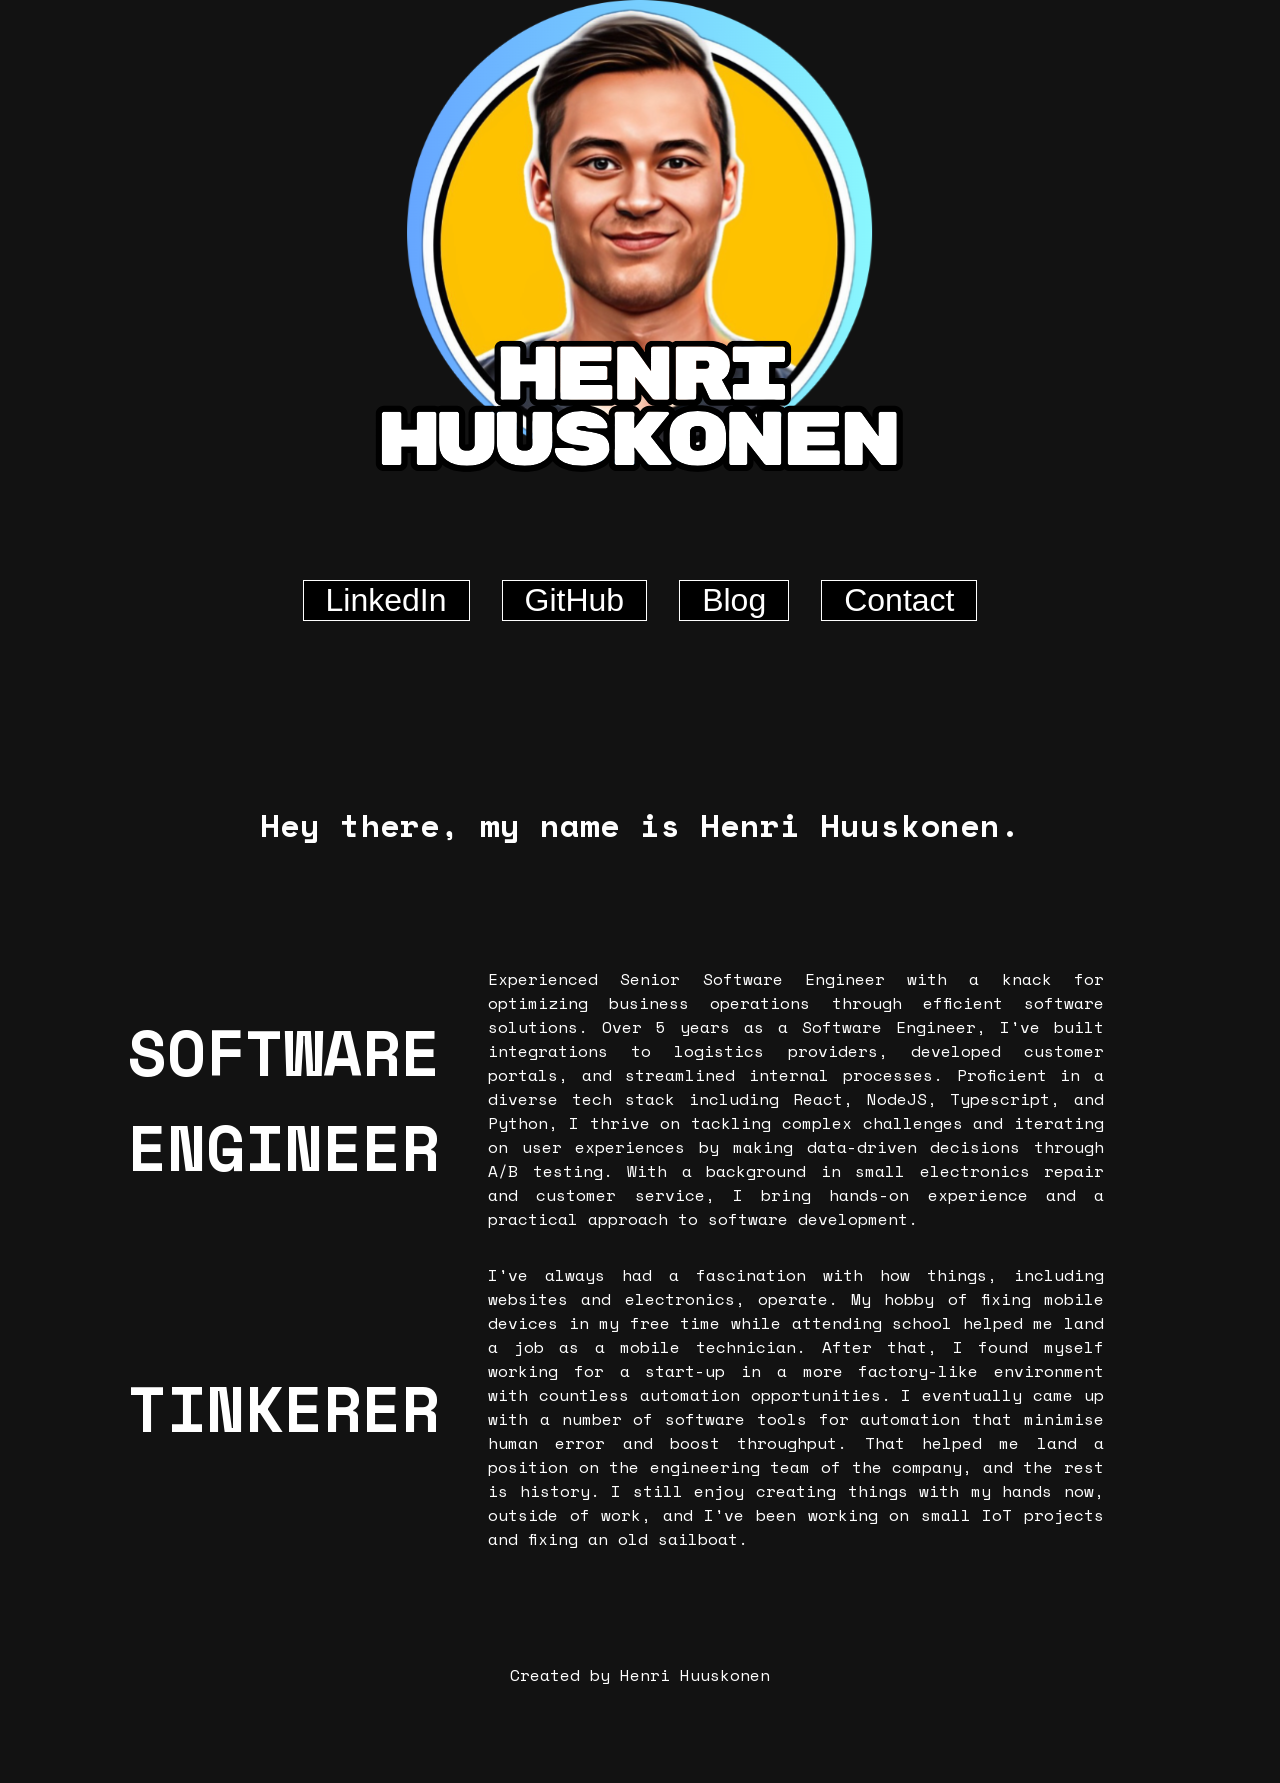 HENRI
HUUSKONEN
LinkedIn
GitHub
Blog
Contact
Hey there, my name is Henri Huuskonen.
SOFTWARE
ENGINEER
Experienced Senior Software Engineer with a knack for
optimizing business operations through efficient software
solutions. Over 5 years as a Software Engineer, I've built
integrations to logistics providers, developed customer
portals, and streamlined internal processes. Proficient in a
diverse tech stack including React, NodeJS, Typescript, and
Python, I thrive on tackling complex challenges and iterating
on user experiences by making data-driven decisions through
A/B testing. With a background in small electronics repair
and customer service, I bring hands-on experience and a
practical approach to software development.
TINKERER
I've always had a fascination with how things, including
websites and electronics, operate. My hobby of fixing mobile
devices in my free time while attending school helped me land
a job as a mobile technician. After that, I found myself
working for a start-up in a more factory-like environment
with countless automation opportunities. I eventually came up
with a number of software tools for automation that minimise
human error and boost throughput. That helped me land a
position on the engineering team of the company, and the rest
is history. I still enjoy creating things with my hands now,
outside of work, and I've been working on small IoT projects
and fixing an old sailboat.
Created by Henri Huuskonen